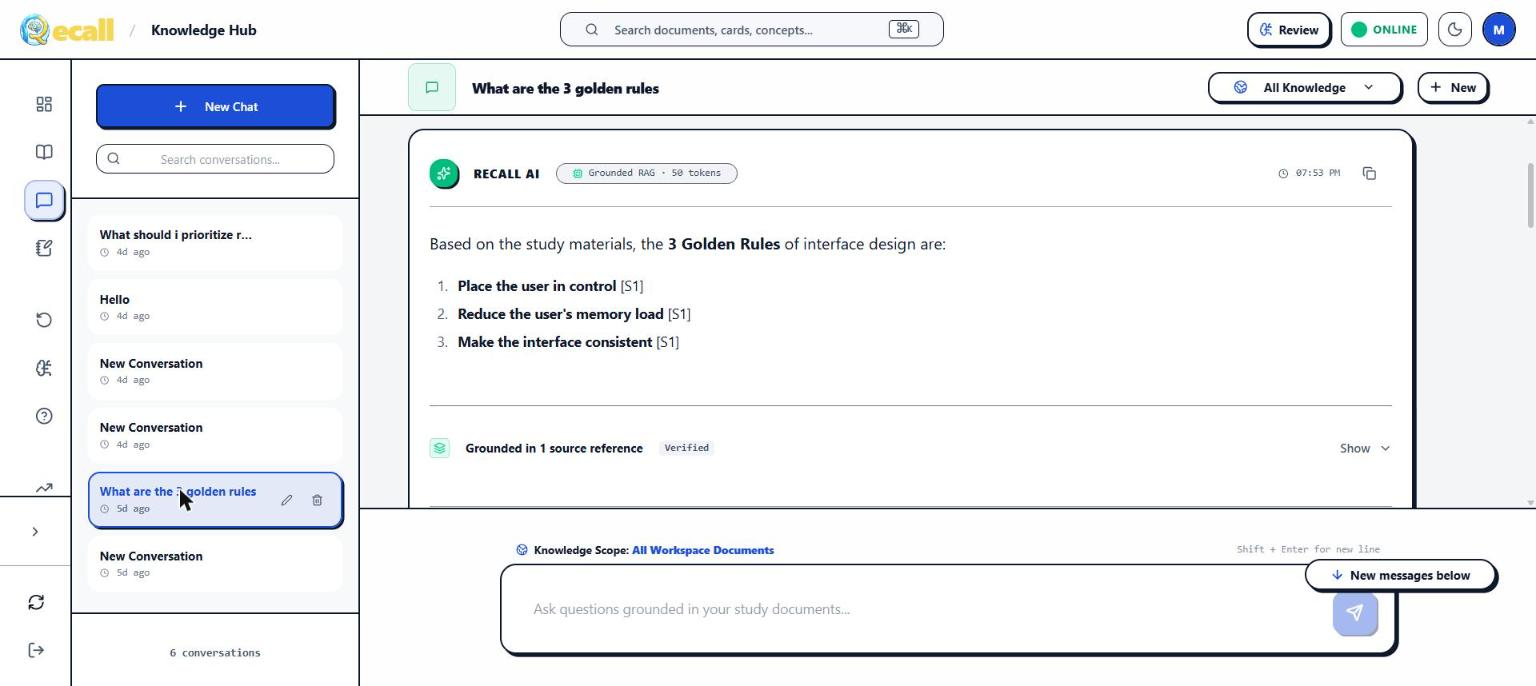 Recall / Knowledge Hub
Search documents, cards, concepts... ⌘K
Review
ONLINE
M
New Chat
Search conversations...
What should i prioritize r...
4d ago
Hello
4d ago
New Conversation
4d ago
New Conversation
4d ago
What are the 3 golden rules
5d ago
New Conversation
5d ago
6 conversations
What are the 3 golden rules
All Knowledge
New
RECALL AI
Grounded RAG · 50 tokens
07:53 PM
Based on the study materials, the 3 Golden Rules of interface design are:
1. Place the user in control [S1]
2. Reduce the user's memory load [S1]
3. Make the interface consistent [S1]
Grounded in 1 source reference Verified
Show
Knowledge Scope: All Workspace Documents
Shift + Enter for new line
New messages below
Ask questions grounded in your study documents...